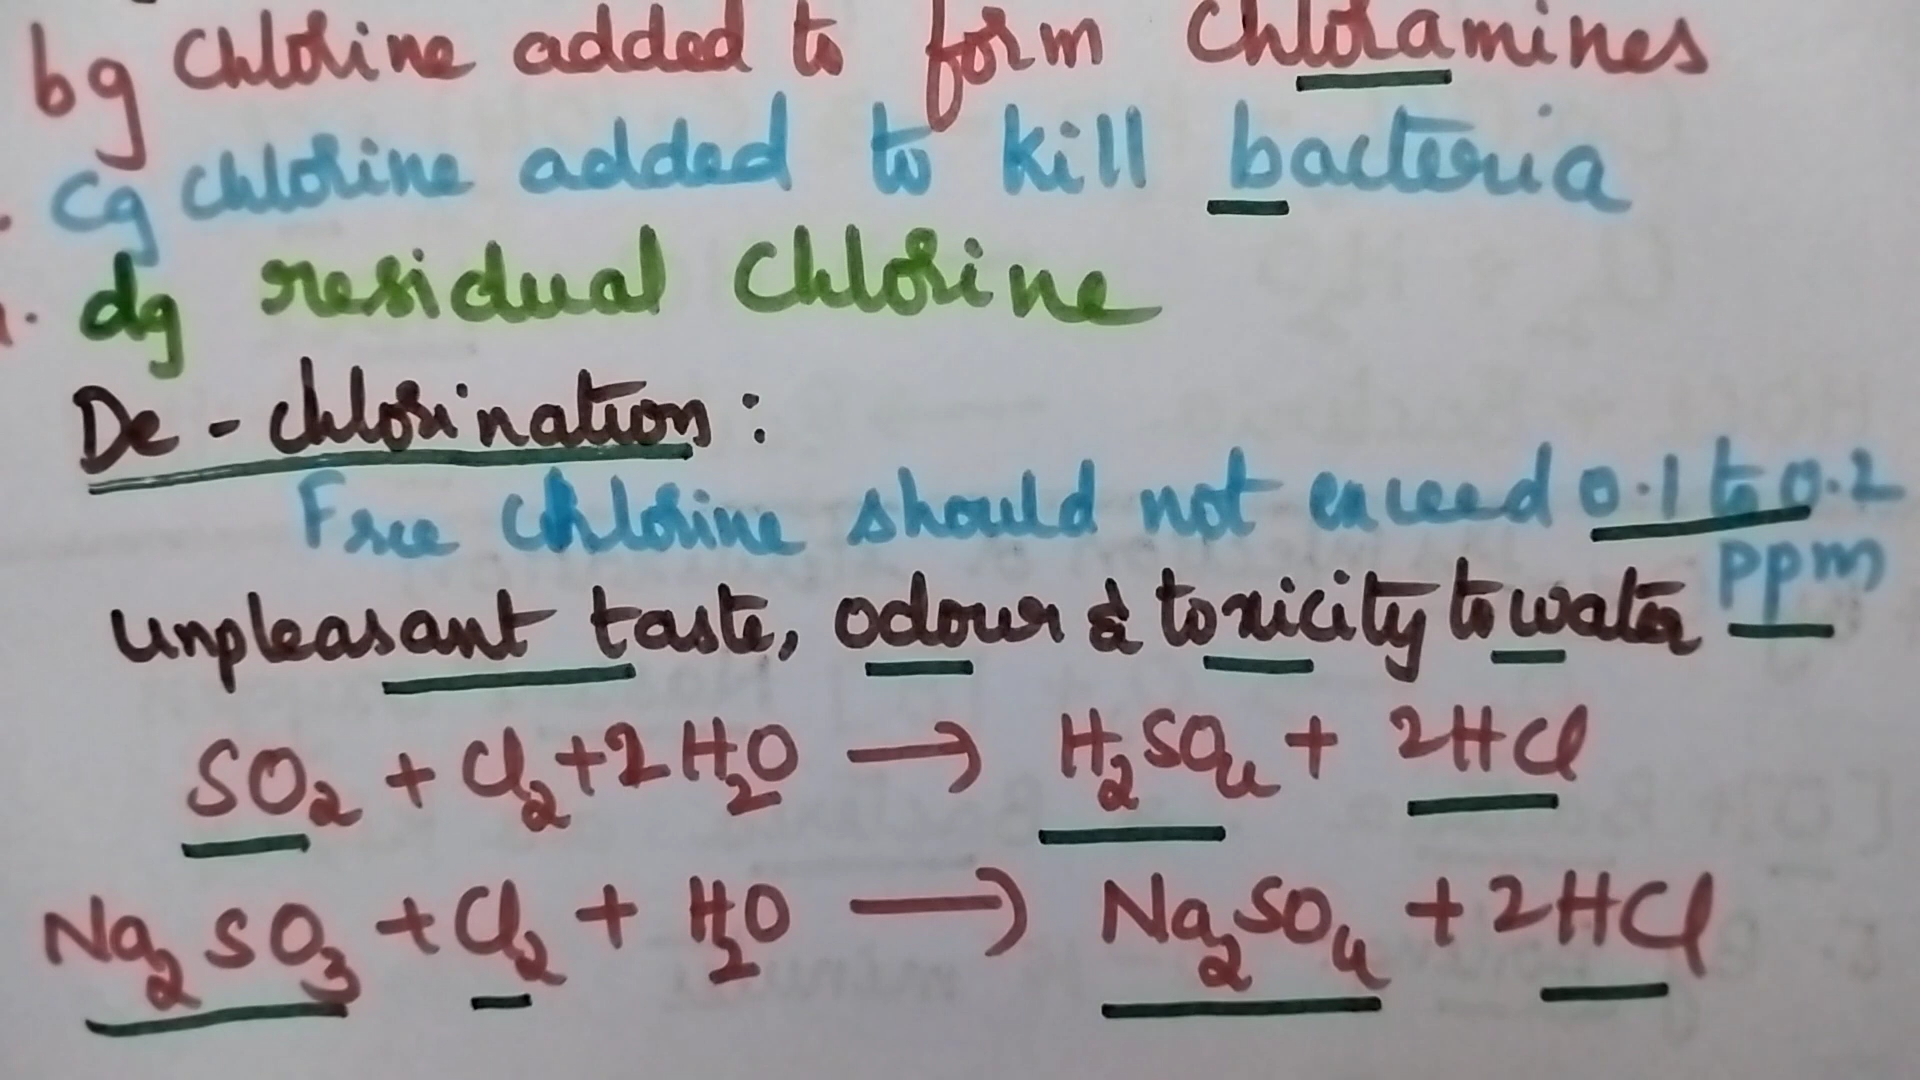 bg Chlorine added to form Chloramines
cg chlorine added to kill bacteria
dg residual Chlorine
De - chlorination :
Free chlorine should not exceed 0.1 to 0.2
ppm
unpleasant taste, odour & toxicity to water
SO₂ + Cl₂ + 2H₂O → H₂SO₄ + 2HCl
Na₂SO₃ + Cl₂ + H₂O → Na₂SO₄ + 2HCl